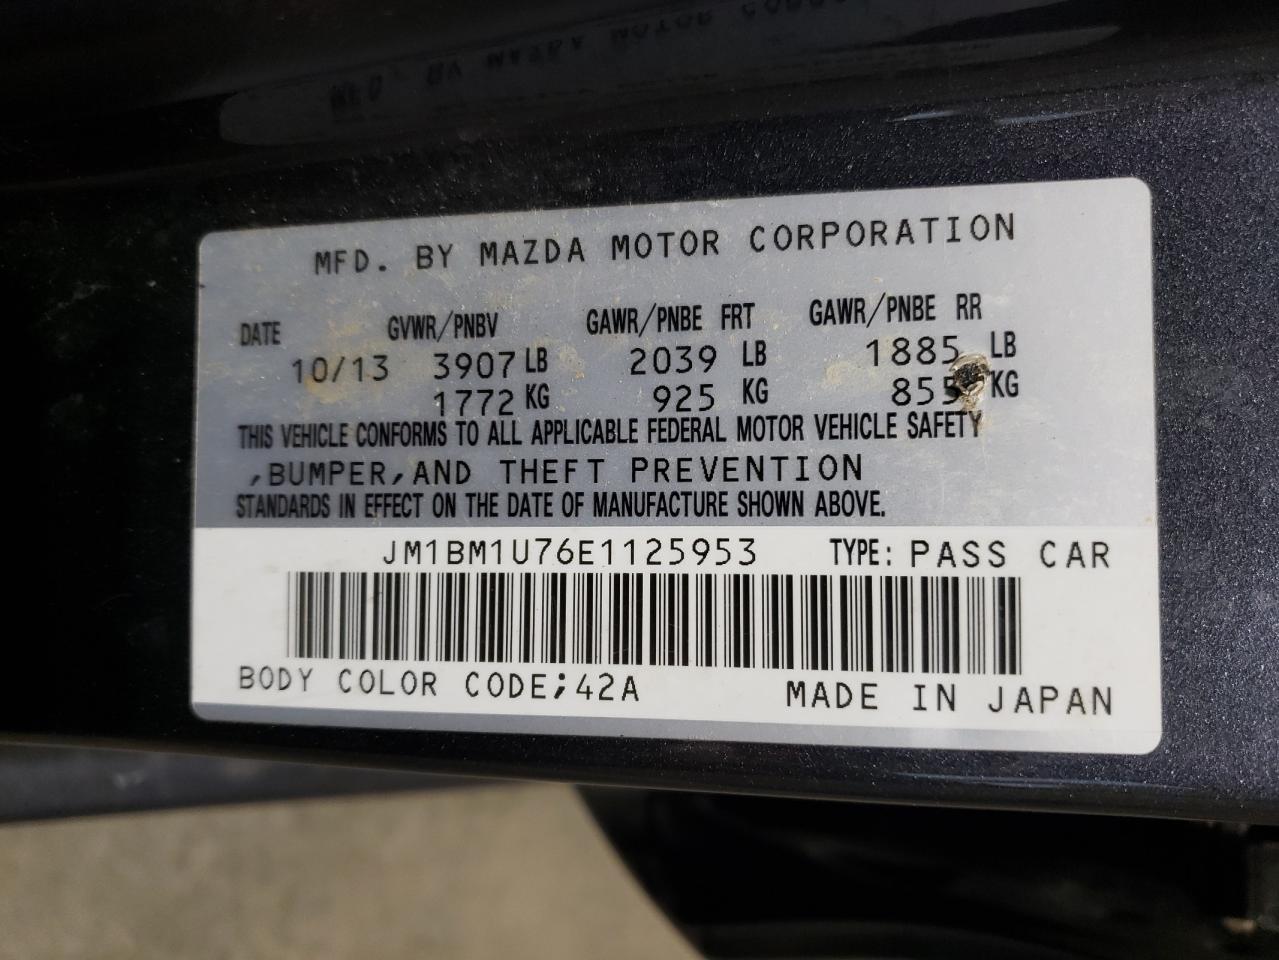 MFD. BY MAZDA MOTOR CORPORATION
DATE GVWR/PNBV GAWR/PNBE FRT GAWR/PNBE RR
10/13 3907 LB 2039 LB 1885 LB
1772 KG 925 KG 855 KG
THIS VEHICLE CONFORMS TO ALL APPLICABLE FEDERAL MOTOR VEHICLE SAFETY
,BUMPER,AND THEFT PREVENTION
STANDARDS IN EFFECT ON THE DATE OF MANUFACTURE SHOWN ABOVE.
JM1BM1U76E1125953 TYPE: PASS CAR
BODY COLOR CODE;42A MADE IN JAPAN